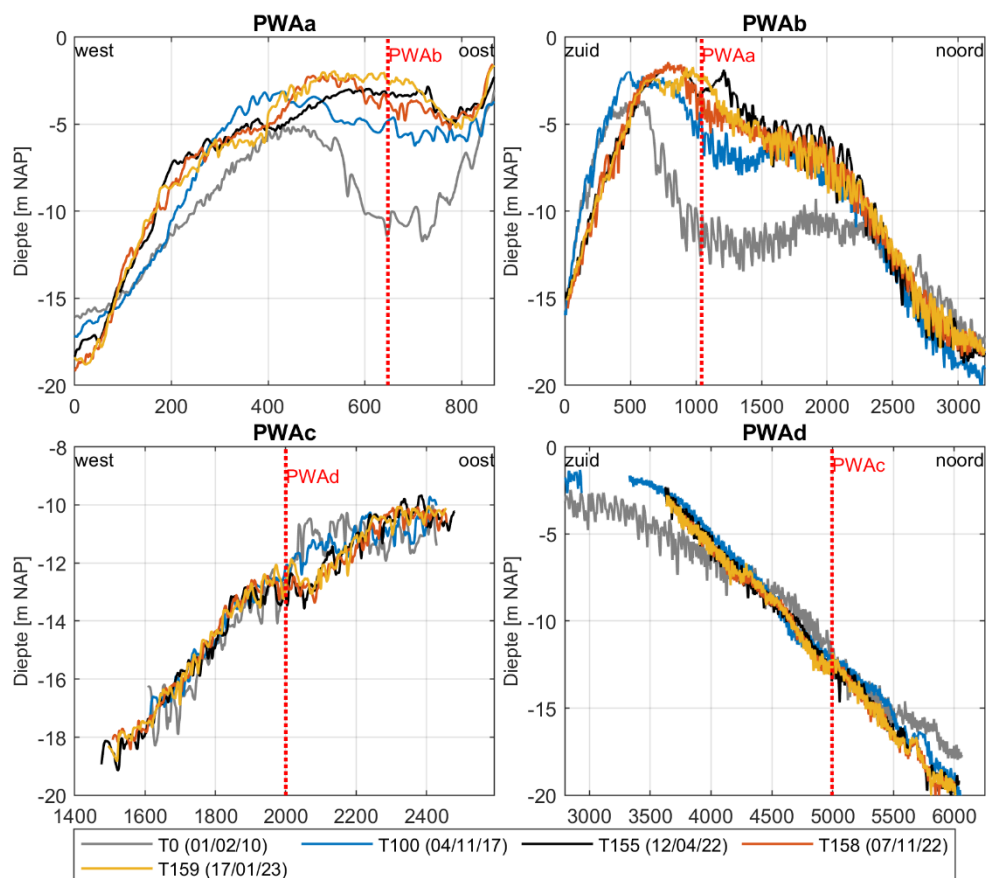 PWAa
west
oost
PWAb
Diepte [m NAP]
0
-5
-10
-15
-20
0 200 400 600 800
PWAb
zuid
noord
PWAa
Diepte [m NAP]
0
-5
-10
-15
-20
0 500 1000 1500 2000 2500 3000
PWAc
west
oost
PWAd
Diepte [m NAP]
-8
-10
-12
-14
-16
-18
-20
1400 1600 1800 2000 2200 2400
PWAd
zuid
noord
PWAc
Diepte [m NAP]
0
-5
-10
-15
-20
3000 3500 4000 4500 5000 5500 6000
T0 (01/02/10) T100 (04/11/17) T155 (12/04/22) T158 (07/11/22)
T159 (17/01/23)